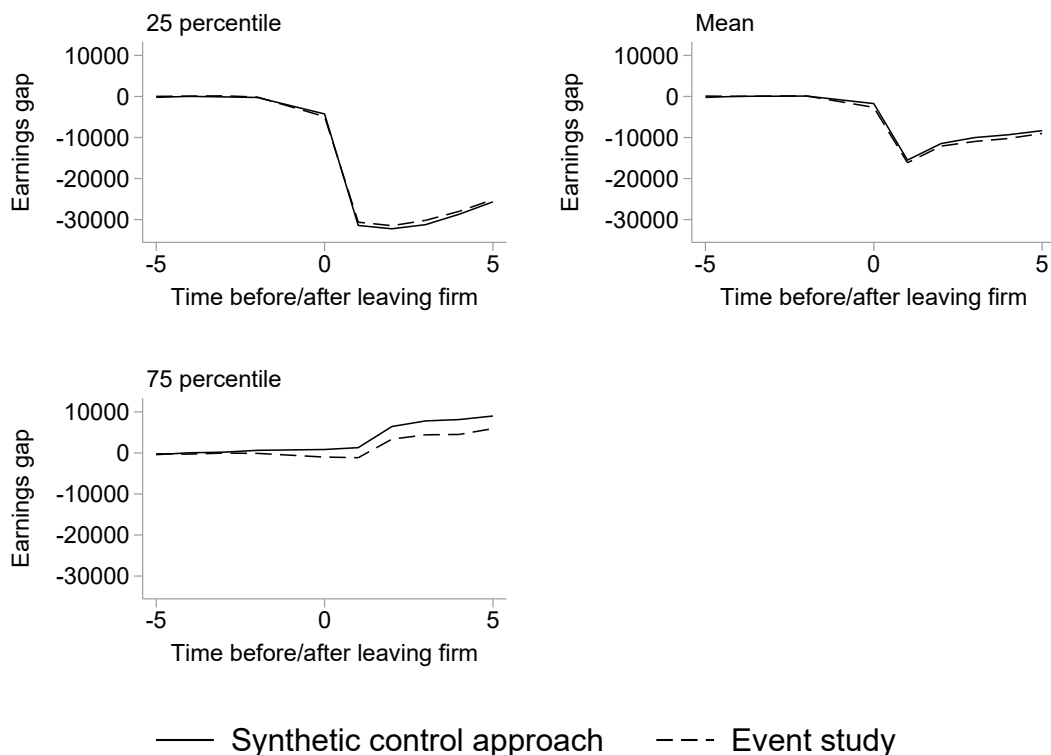 25 percentile
10000
0
-10000
-20000
-30000
Earnings gap
-5 0 5
Time before/after leaving firm
Mean
10000
0
-10000
-20000
-30000
Earnings gap
-5 0 5
Time before/after leaving firm
75 percentile
10000
0
-10000
-20000
-30000
Earnings gap
-5 0 5
Time before/after leaving firm
Synthetic control approach Event study